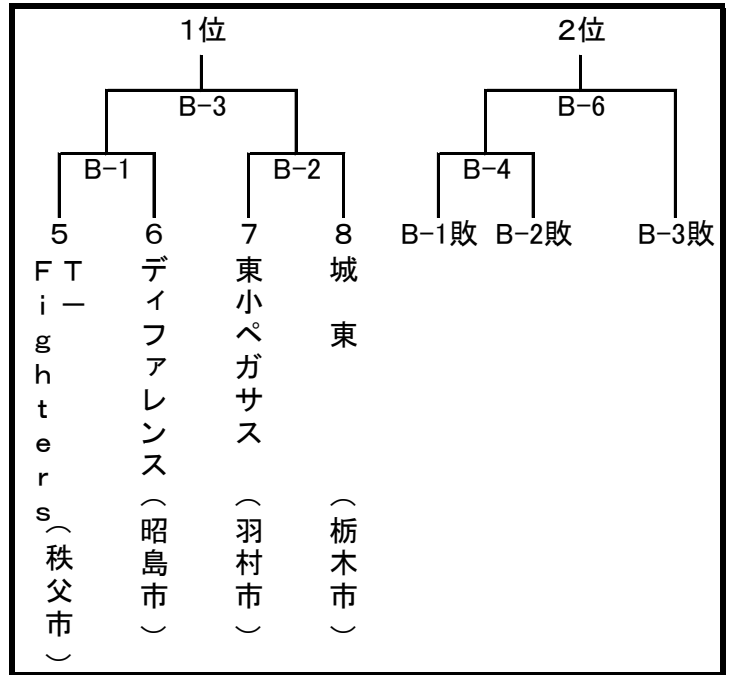 1位 2位
B-3 B-6
B-1 B-2 B-4
5 6 7 8 B-1敗 B-2敗 B-3敗
T－Fighters（秩父市）
ディファレンス（昭島市）
東小ペガサス（羽村市）
城東（栃木市）